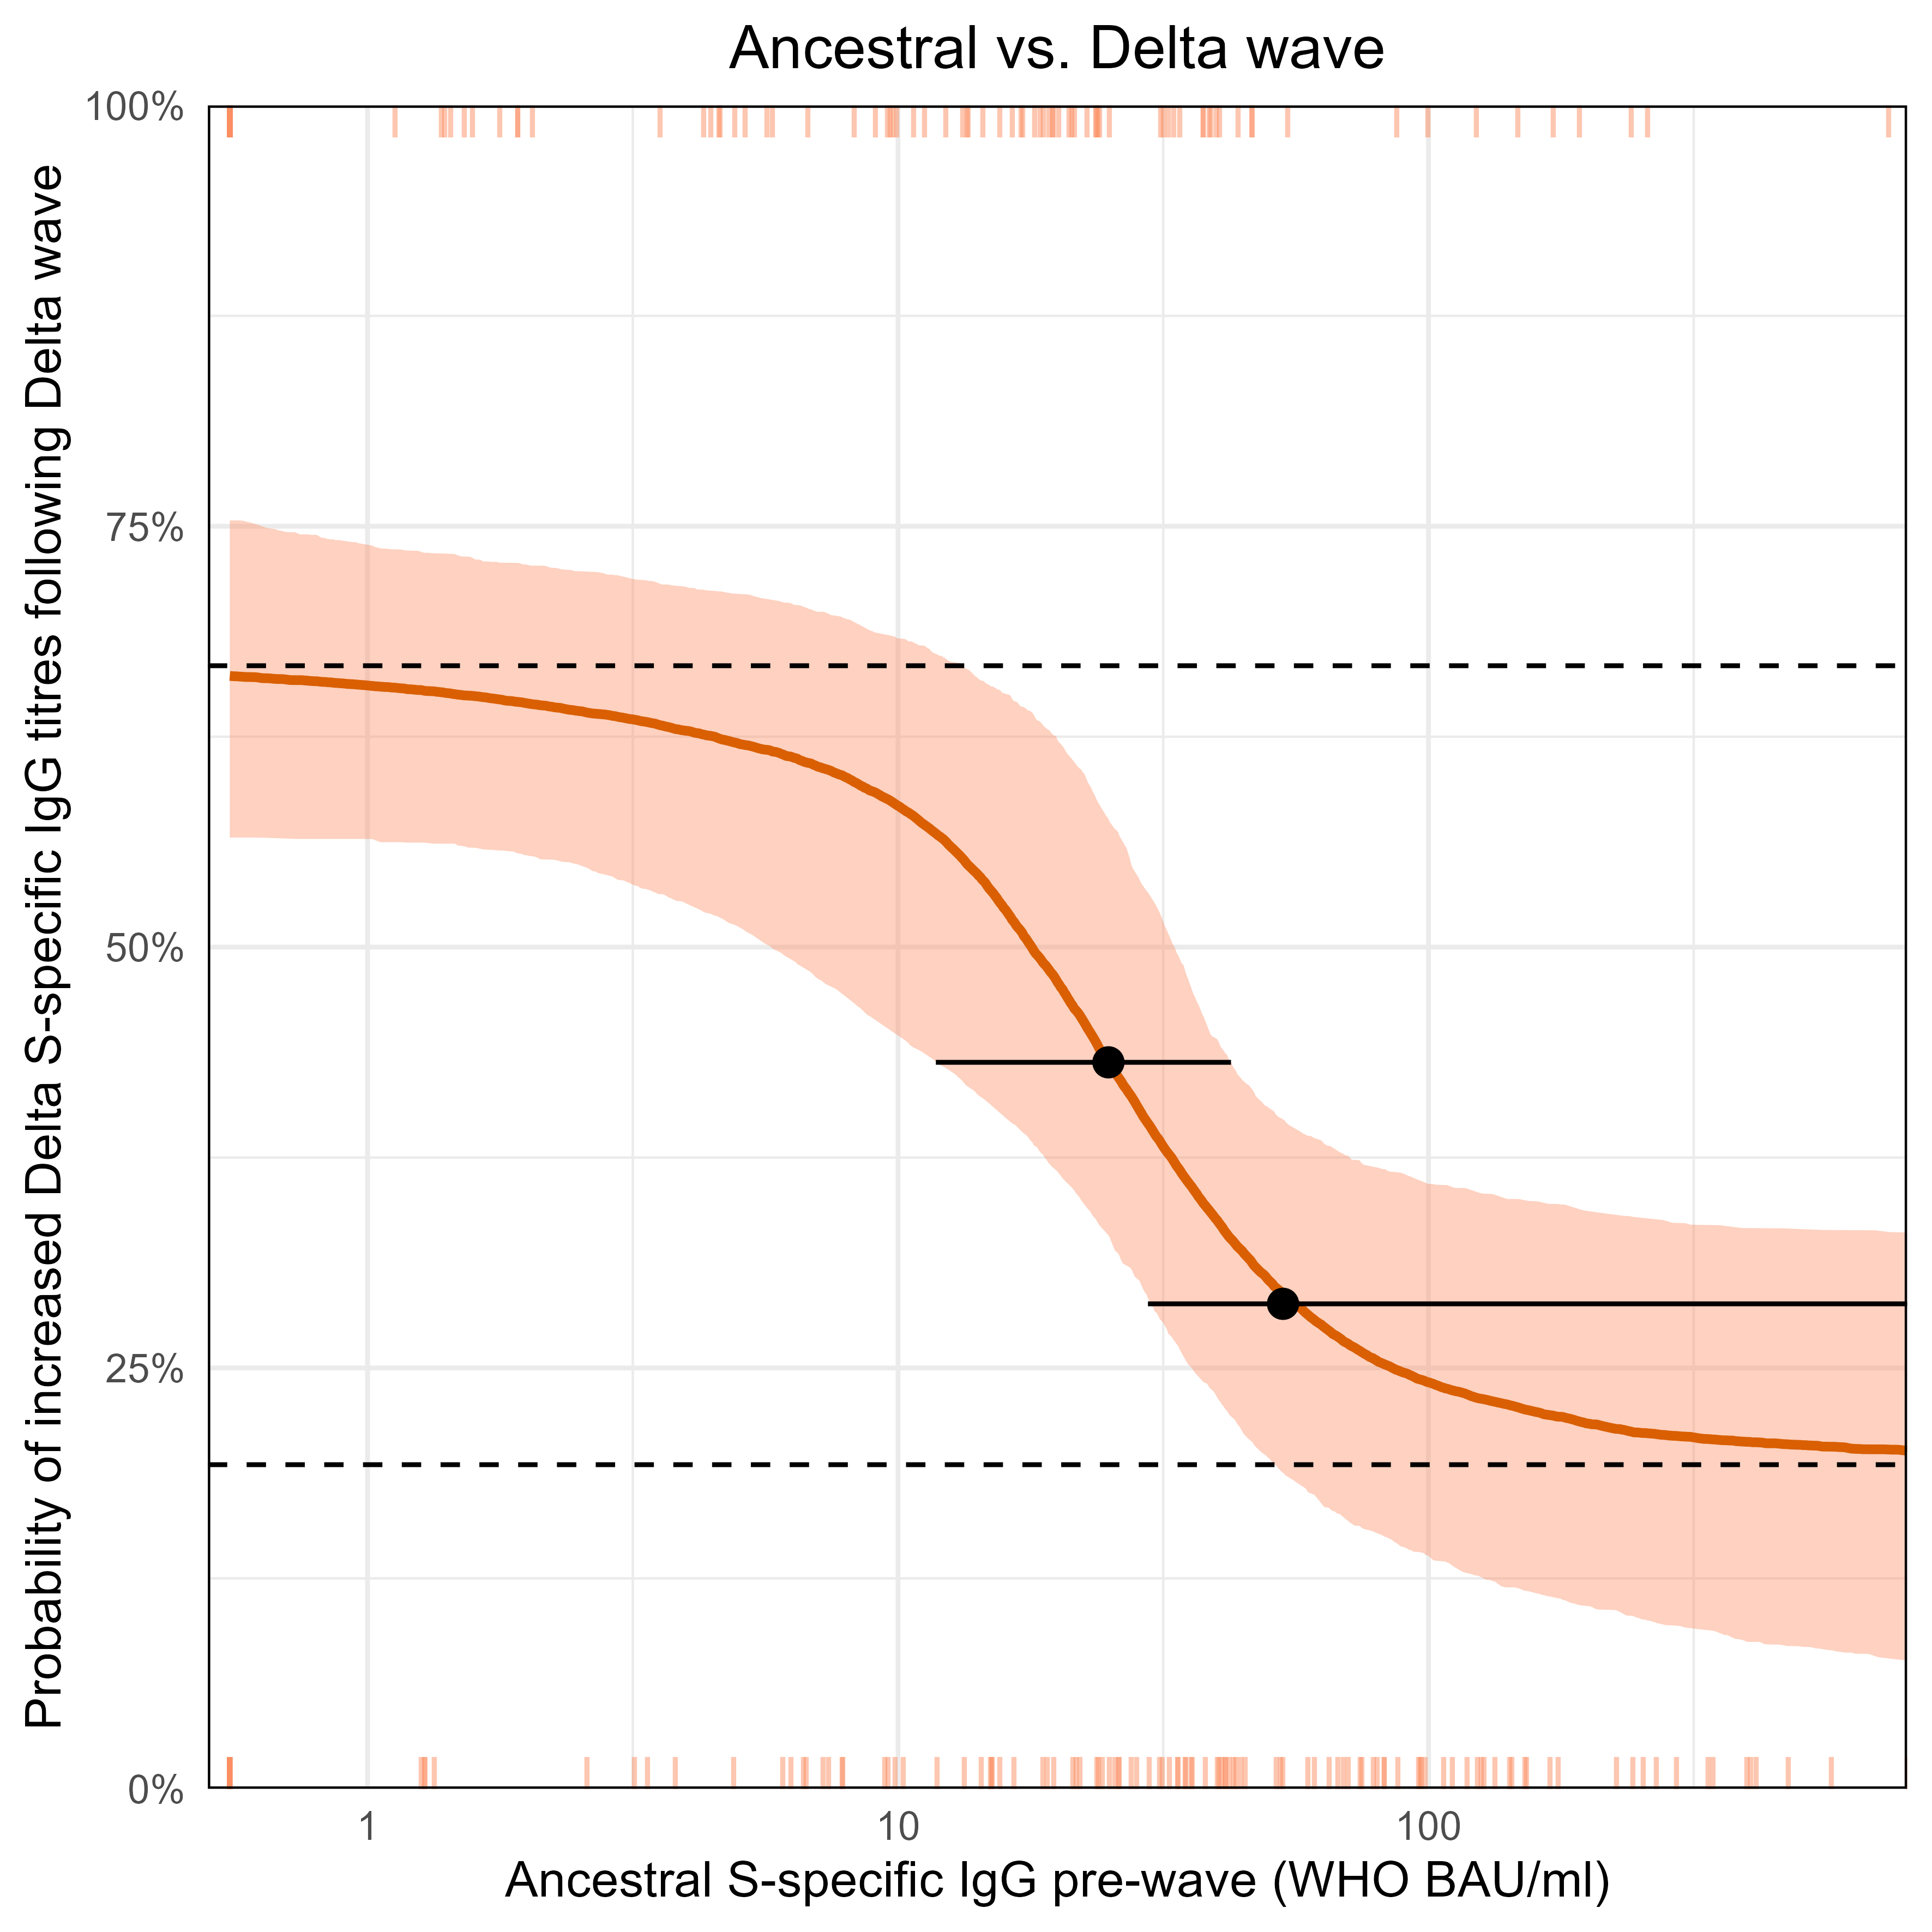 Ancestral vs. Delta wave
Probability of increased Delta S-specific IgG titres following Delta wave
100%
75%
50%
25%
0%
1
10
100
Ancestral S-specific IgG pre-wave (WHO BAU/ml)